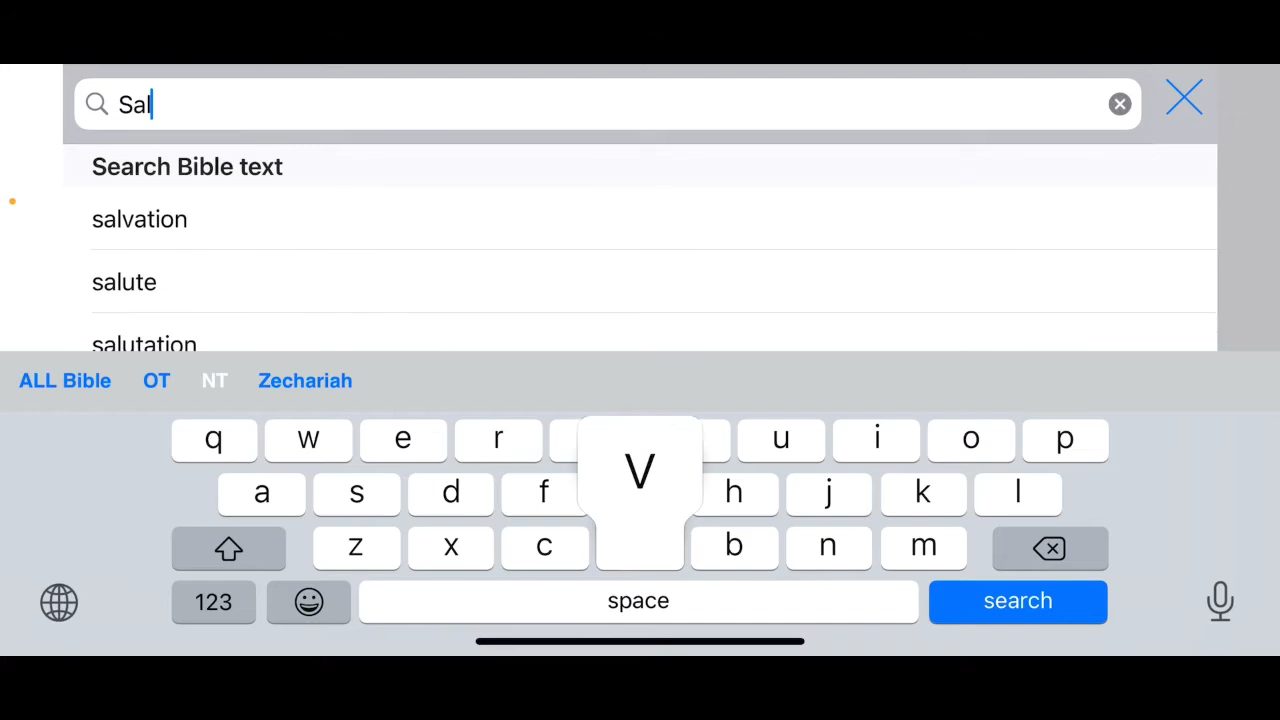 Sal
Search Bible text
salvation
salute
salutation
ALL Bible OT NT Zechariah
q w e r u i o p
V
a s d f h j k l
z x c b n m
123 space search